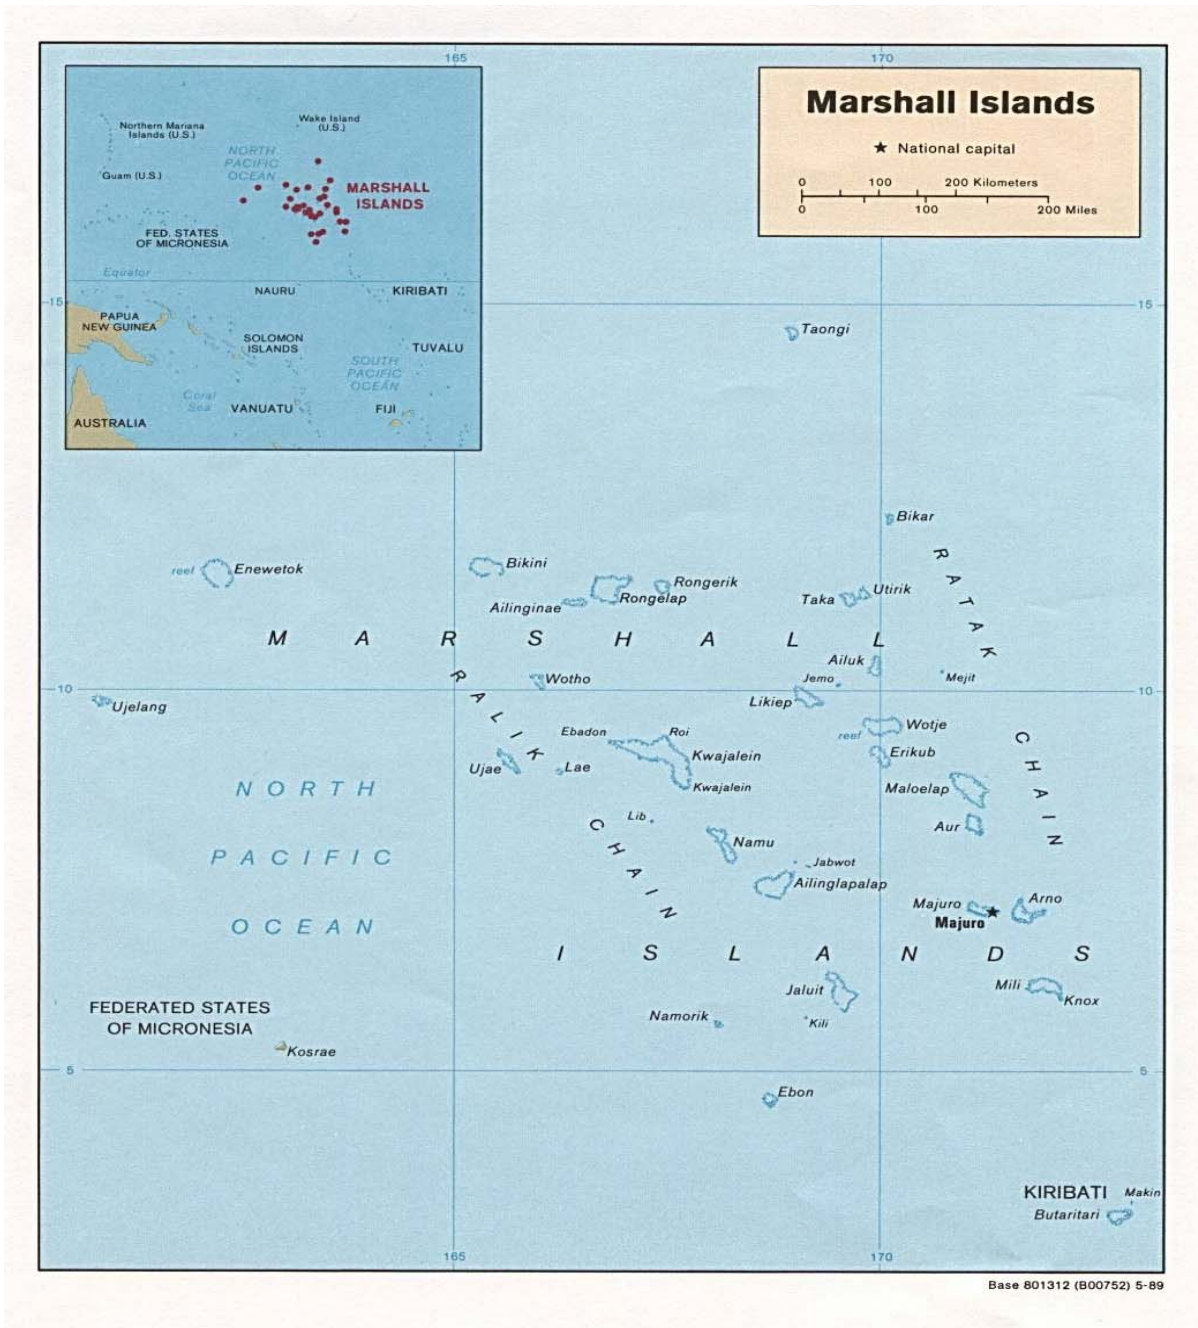 165
170
Marshall Islands
★ National capital
0 100 200 Kilometers
0 100 200 Miles
Northern Mariana
Islands (U.S.)
Wake Island
(U.S.)
NORTH
PACIFIC
OCEAN
Guam (U.S.)
MARSHALL
ISLANDS
FED. STATES
OF MICRONESIA
Equator
NAURU
KIRIBATI
PAPUA
NEW GUINEA
SOLOMON
ISLANDS
TUVALU
SOUTH
PACIFIC
OCEAN
Coral
Sea
VANUATU
FIJI
AUSTRALIA
15
15
Taongi
Bikar
reef
Enewetok
Bikini
Rongerik
Rongelap
Ailinginae
Taka
Utirik
RATAK
MARSHALL
Ailuk
Jemo
Mejit
Wotho
10
10
Ujelang
RALIK
Likiep
Wotje
reef
Erikub
Ebadon
Roi
Kwajalein
Kwajalein
Ujae
Lae
CHAIN
Maloelap
Aur
NORTH
PACIFIC
OCEAN
Lib
Namu
Jabwot
Ailinglapalap
CHAIN
Majuro
Majuro
Arno
ISLANDS
Jaluit
Mili
Knox
Namorik
Kili
FEDERATED STATES
OF MICRONESIA
Kosrae
5
5
Ebon
KIRIBATI
Makin
Butaritari
165
170
Base 801312 (B00752) 5-89